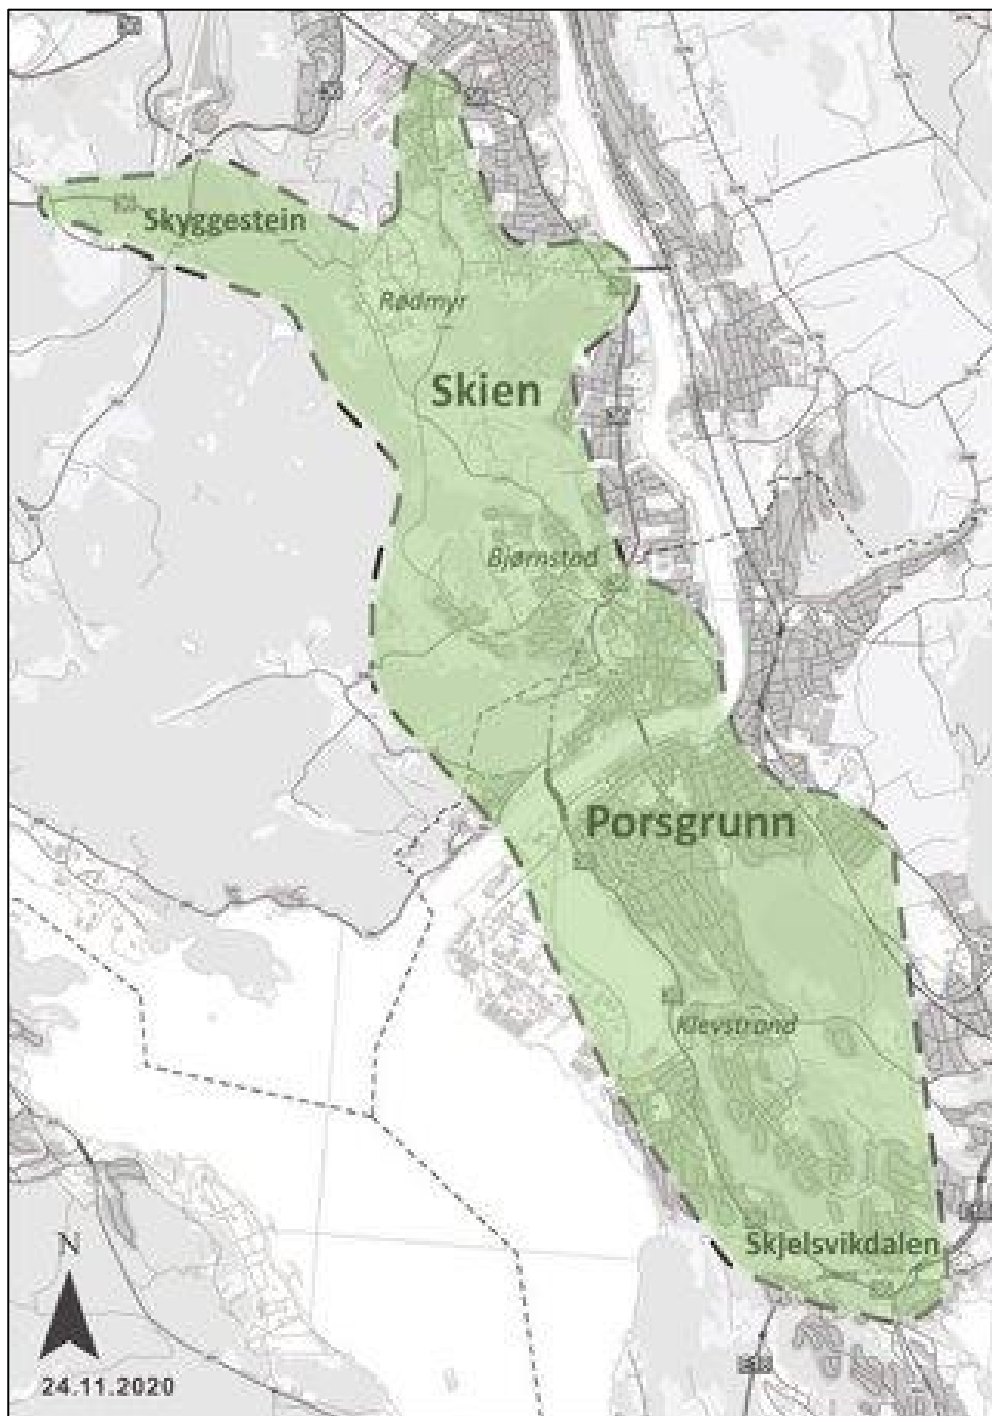 Skyggestein
Rødmyr
Skien
Bjørnstad
Porsgrunn
Klevstrand
Skjelsvikdalen
N
24.11.2020